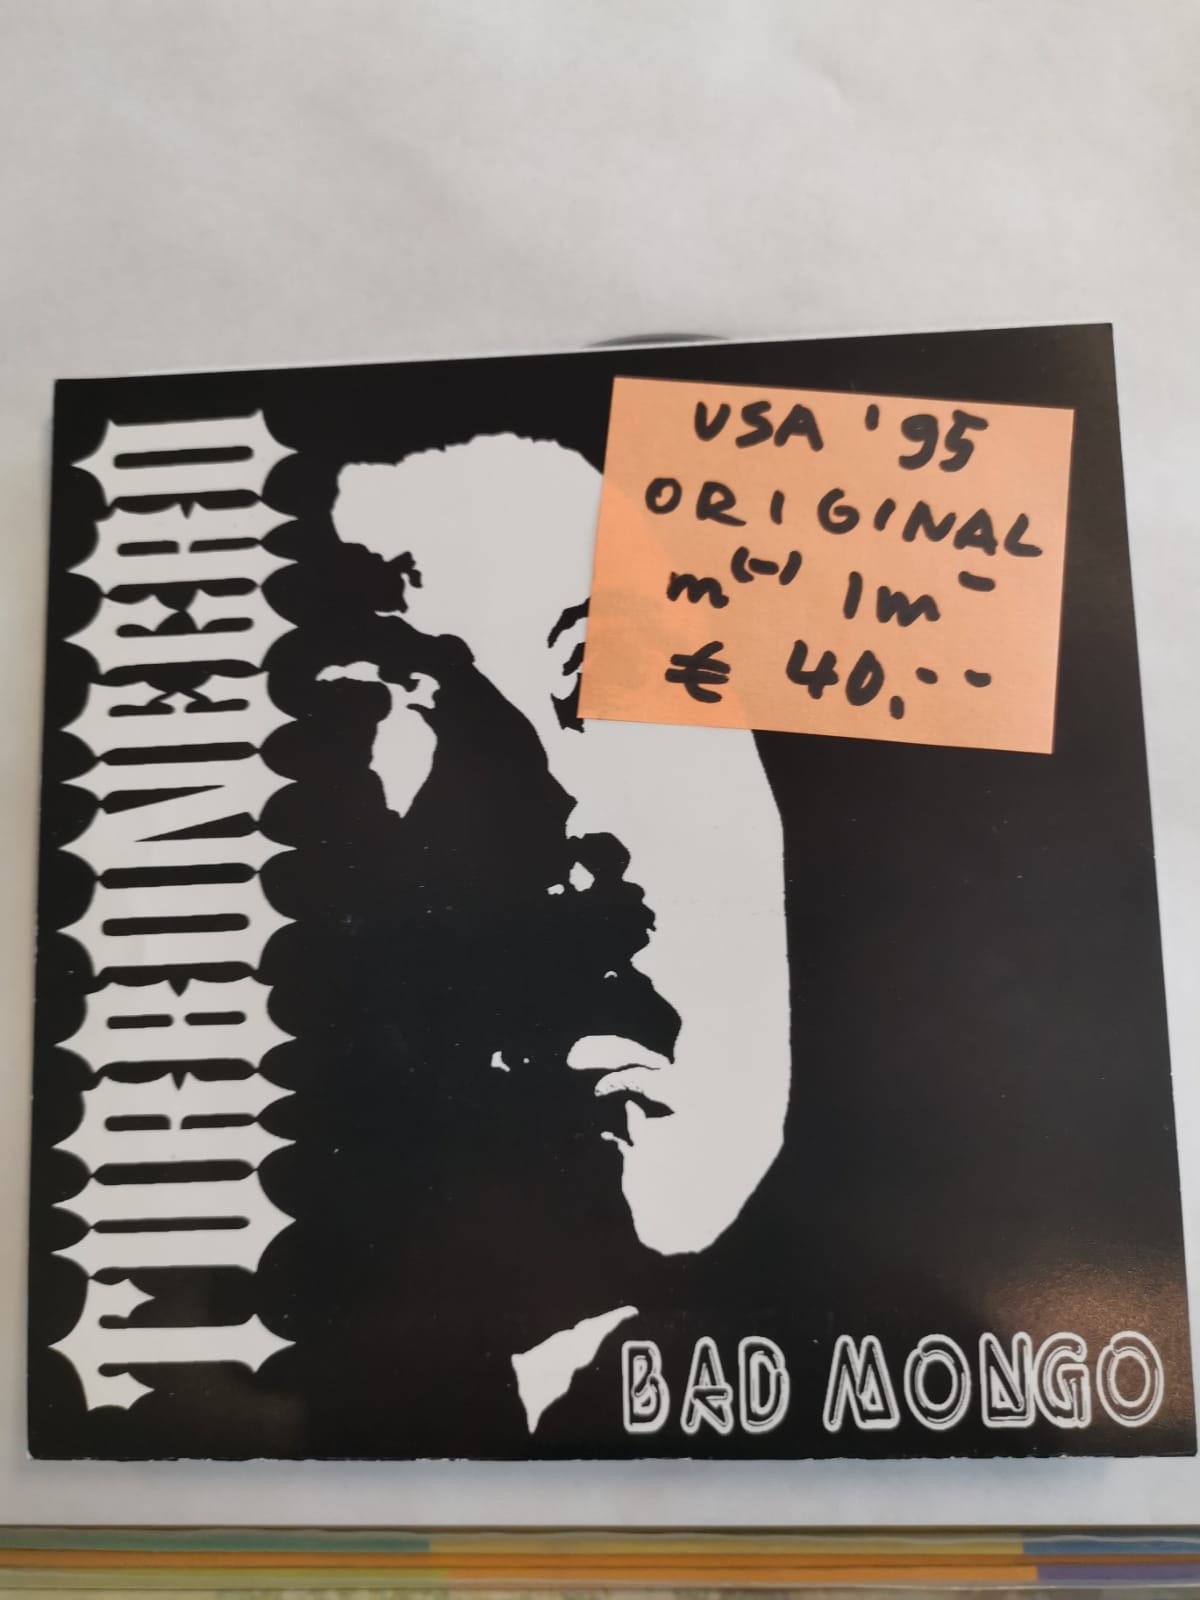 TURBONEGRO
USA '95
ORIGINAL
m(-) / m-
€ 40.--
BAD MONGO